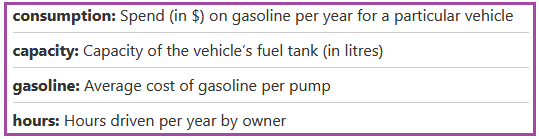 consumption: Spend (in $) on gasoline per year for a particular vehicle
capacity: Capacity of the vehicle’s fuel tank (in litres)
gasoline: Average cost of gasoline per pump
hours: Hours driven per year by owner